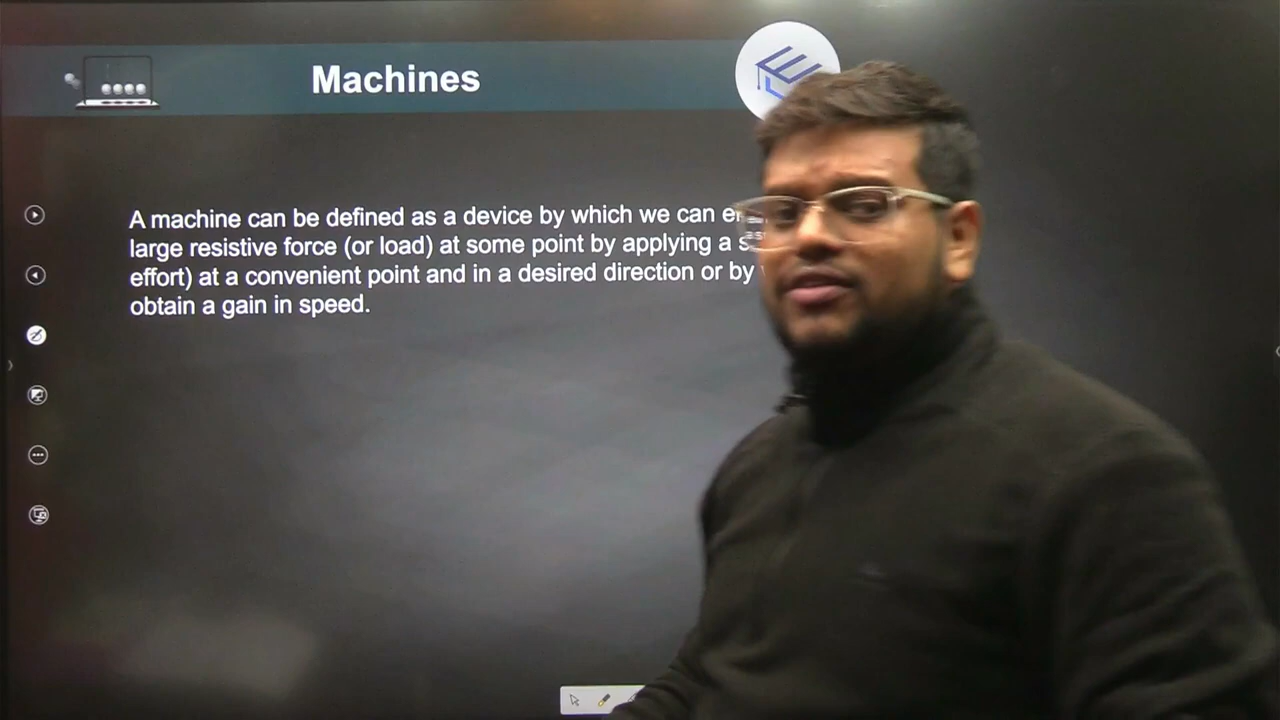 Machines
A machine can be defined as a device by which we can
large resistive force (or load) at some point by applying a
effort) at a convenient point and in a desired direction or by
obtain a gain in speed.